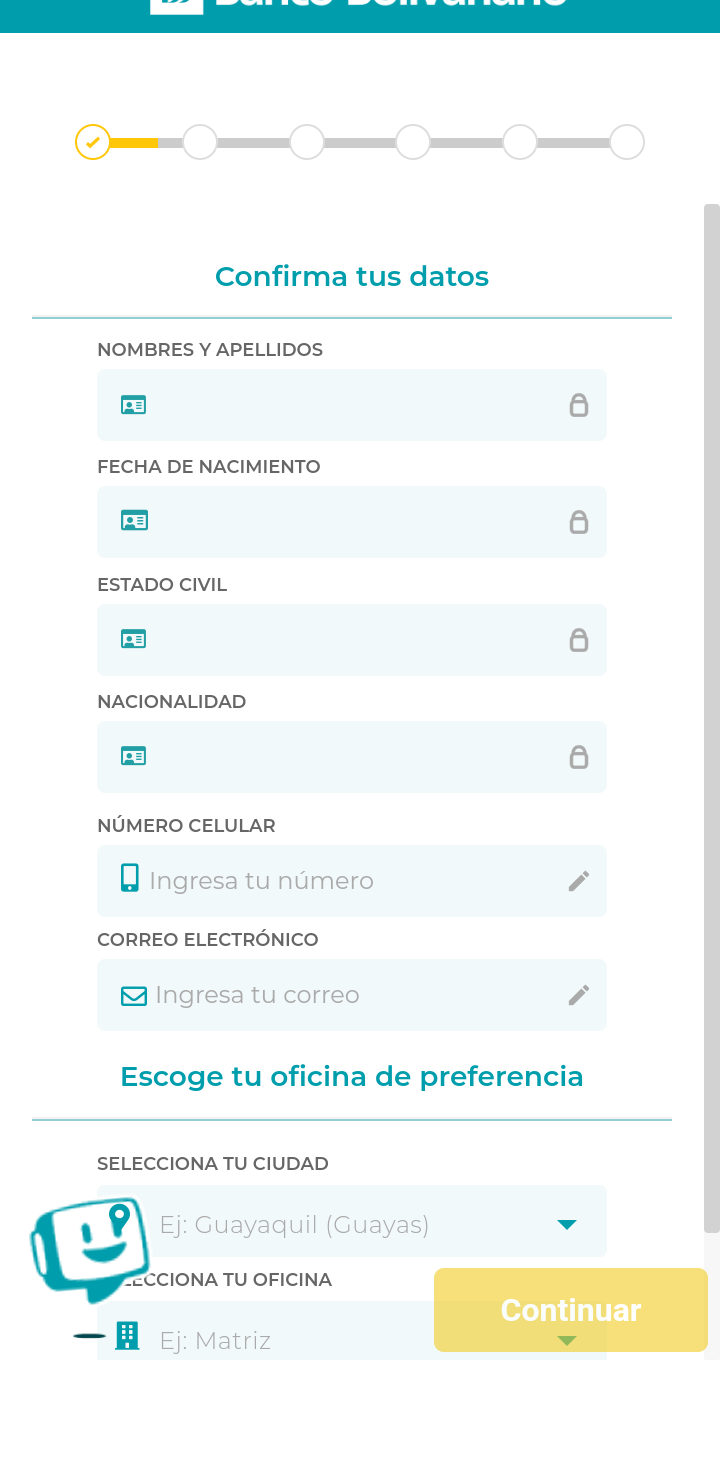 Banco Bolivariano
Confirma tus datos
NOMBRES Y APELLIDOS
FECHA DE NACIMIENTO
ESTADO CIVIL
NACIONALIDAD
NÚMERO CELULAR
Ingresa tu número
CORREO ELECTRÓNICO
Ingresa tu correo
Escoge tu oficina de preferencia
SELECCIONA TU CIUDAD
Ej: Guayaquil (Guayas)
LECCIONA TU OFICINA
Continuar
Ej: Matriz